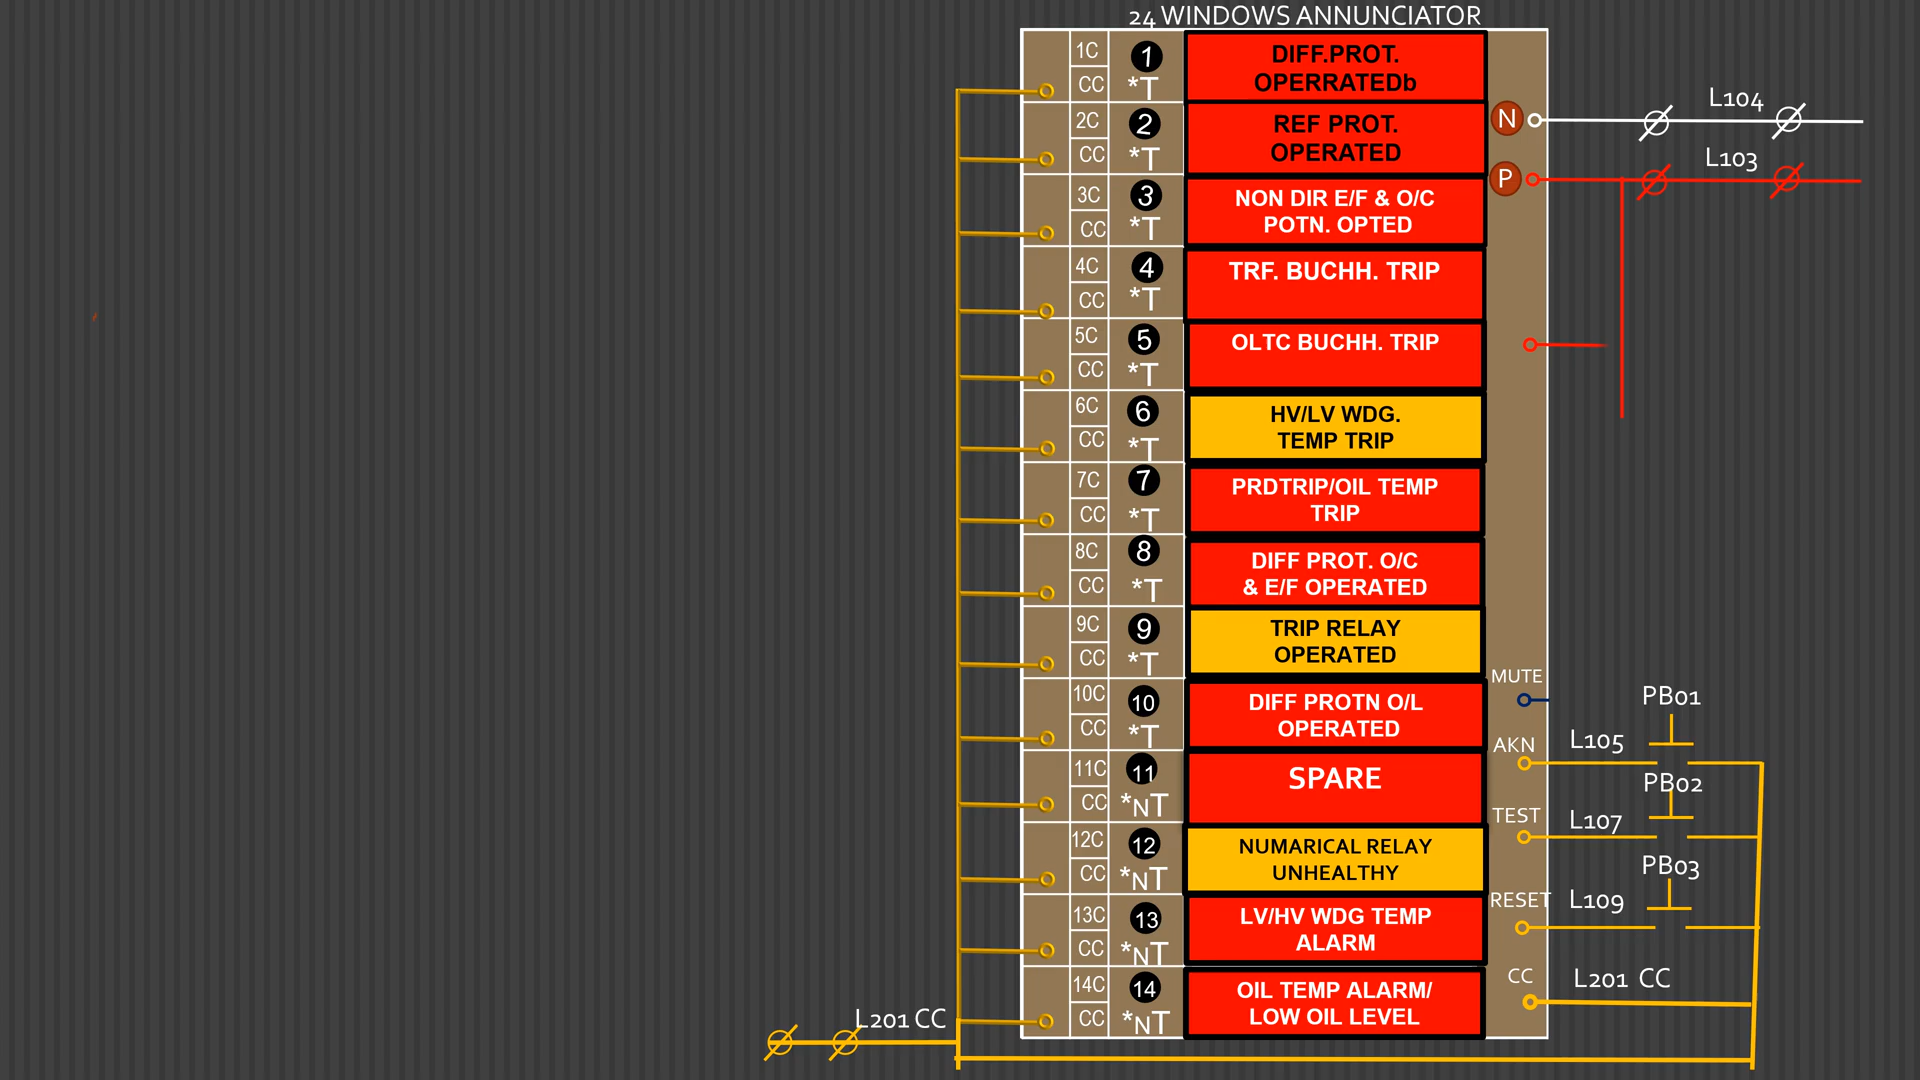 24 WINDOWS ANNUNCIATOR
1C
CC
1
*T
DIFF.PROT.
OPERRATEDb
2C
CC
2
*T
REF PROT.
OPERATED
3C
CC
3
*T
NON DIR E/F & O/C
POTN. OPTED
4C
CC
4
*T
TRF. BUCHH. TRIP
5C
CC
5
*T
OLTC BUCHH. TRIP
6C
CC
6
*T
HV/LV WDG.
TEMP TRIP
7C
CC
7
*T
PRDTRIP/OIL TEMP
TRIP
8C
CC
8
*T
DIFF PROT. O/C
& E/F OPERATED
9C
CC
9
*T
TRIP RELAY
OPERATED
10C
CC
10
*T
DIFF PROTN O/L
OPERATED
11C
CC
11
*NT
SPARE
12C
CC
12
*NT
NUMARICAL RELAY
UNHEALTHY
13C
CC
13
*NT
LV/HV WDG TEMP
ALARM
14C
CC
14
*NT
OIL TEMP ALARM/
LOW OIL LEVEL
N
L104
P
L103
MUTE
PB01
AKN
L105
PB02
TEST
L107
PB03
RESET
L109
CC
L201 CC
L201 CC